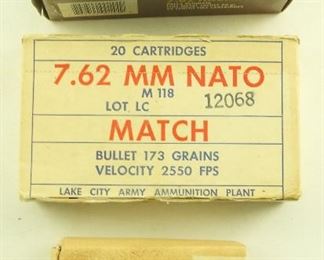 20 CARTRIDGES
7.62 MM NATO
M 118
LOT LC 12068
MATCH
BULLET 173 GRAINS
VELOCITY 2550 FPS
LAKE CITY ARMY AMMUNITION PLANT